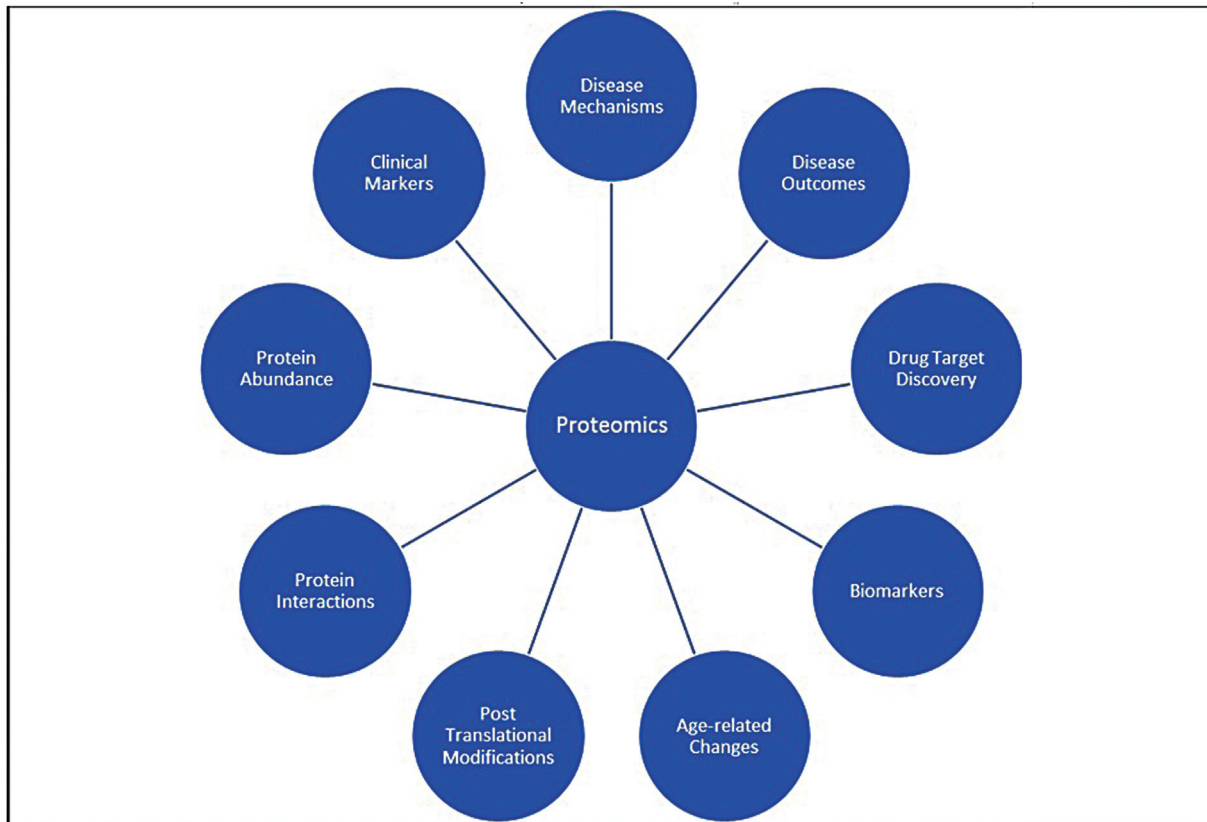 Disease
Mechanisms
Disease
Outcomes
Clinical
Markers
Drug Target
Discovery
Protein
Abundance
Proteomics
Biomarkers
Protein
Interactions
Age-related
Changes
Post
Translational
Modifications